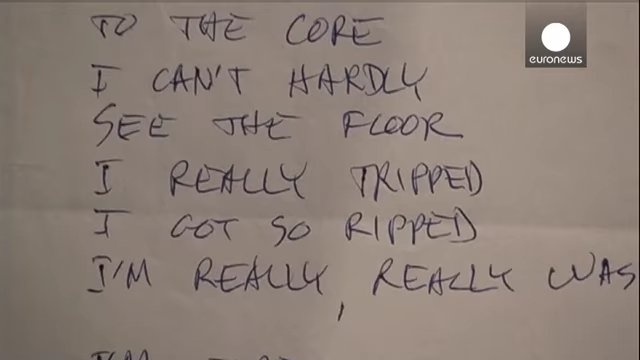 TO THE CORE
I CAN'T HARDLY
SEE THE FLOOR
I REALLY TRIPPED
I GOT SO RIPPED
I'M REALLY, REALLY WAS
I'M
euronews